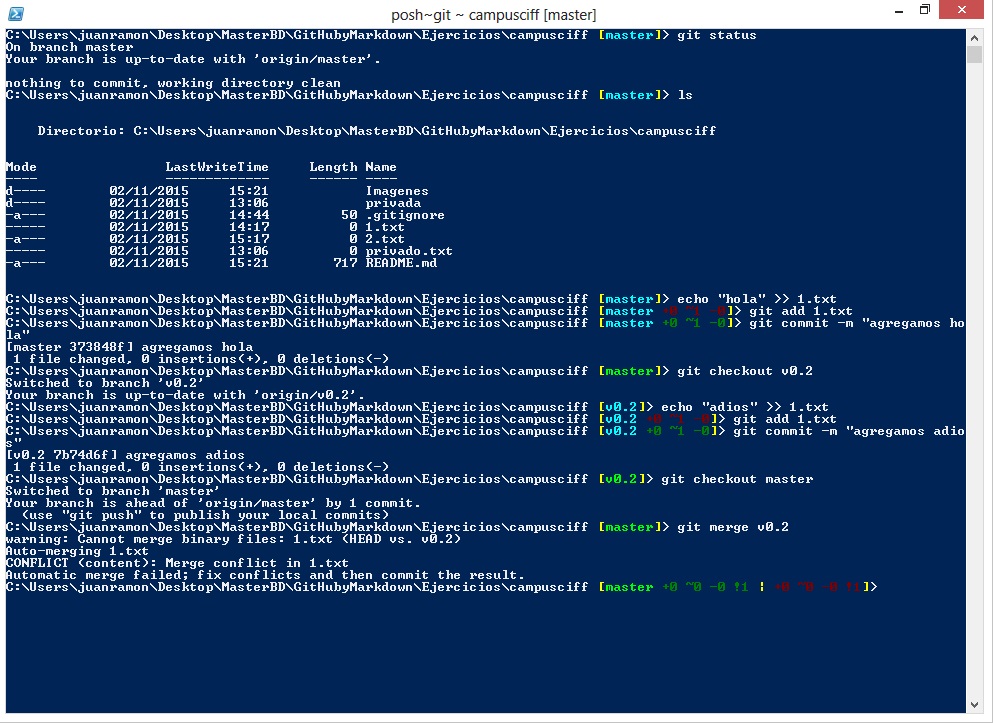 posh~git ~ campusciff [master]
C:\Users\juanramon\Desktop\MasterBD\GitHubyMarkdown\Ejercicios\campusciff [master]> git status
On branch master
Your branch is up-to-date with 'origin/master'.
nothing to commit, working directory clean
C:\Users\juanramon\Desktop\MasterBD\GitHubyMarkdown\Ejercicios\campusciff [master]> ls
Directorio: C:\Users\juanramon\Desktop\MasterBD\GitHubyMarkdown\Ejercicios\campusciff
Mode LastWriteTime Length Name
---- ------------- ------ ----
d---- 02/11/2015 15:21 Imagenes
d---- 02/11/2015 13:06 privada
-a--- 02/11/2015 14:44 50 .gitignore
----- 02/11/2015 14:17 0 1.txt
-a--- 02/11/2015 15:17 0 2.txt
----- 02/11/2015 13:06 0 privado.txt
-a--- 02/11/2015 15:21 717 README.md
C:\Users\juanramon\Desktop\MasterBD\GitHubyMarkdown\Ejercicios\campusciff [master]> echo "hola" >> 1.txt
C:\Users\juanramon\Desktop\MasterBD\GitHubyMarkdown\Ejercicios\campusciff [master +0 ~1 -0]> git add 1.txt
C:\Users\juanramon\Desktop\MasterBD\GitHubyMarkdown\Ejercicios\campusciff [master +0 ~1 -0]> git commit -m "agregamos ho
la"
[master 373848f] agregamos hola
1 file changed, 0 insertions(+), 0 deletions(-)
C:\Users\juanramon\Desktop\MasterBD\GitHubyMarkdown\Ejercicios\campusciff [master]> git checkout v0.2
Switched to branch 'v0.2'
Your branch is up-to-date with 'origin/v0.2'.
C:\Users\juanramon\Desktop\MasterBD\GitHubyMarkdown\Ejercicios\campusciff [v0.2]> echo "adios" >> 1.txt
C:\Users\juanramon\Desktop\MasterBD\GitHubyMarkdown\Ejercicios\campusciff [v0.2 +0 ~1 -0]> git add 1.txt
C:\Users\juanramon\Desktop\MasterBD\GitHubyMarkdown\Ejercicios\campusciff [v0.2 +0 ~1 -0]> git commit -m "agregamos adio
s"
[v0.2 7b74d6f] agregamos adios
1 file changed, 0 insertions(+), 0 deletions(-)
C:\Users\juanramon\Desktop\MasterBD\GitHubyMarkdown\Ejercicios\campusciff [v0.2]> git checkout master
Switched to branch 'master'
Your branch is ahead of 'origin/master' by 1 commit.
(use "git push" to publish your local commits)
C:\Users\juanramon\Desktop\MasterBD\GitHubyMarkdown\Ejercicios\campusciff [master]> git merge v0.2
warning: Cannot merge binary files: 1.txt (HEAD vs. v0.2)
Auto-merging 1.txt
CONFLICT (content): Merge conflict in 1.txt
Automatic merge failed; fix conflicts and then commit the result.
C:\Users\juanramon\Desktop\MasterBD\GitHubyMarkdown\Ejercicios\campusciff [master +0 ~0 -0 !1 | +0 ~0 -0 !1]>